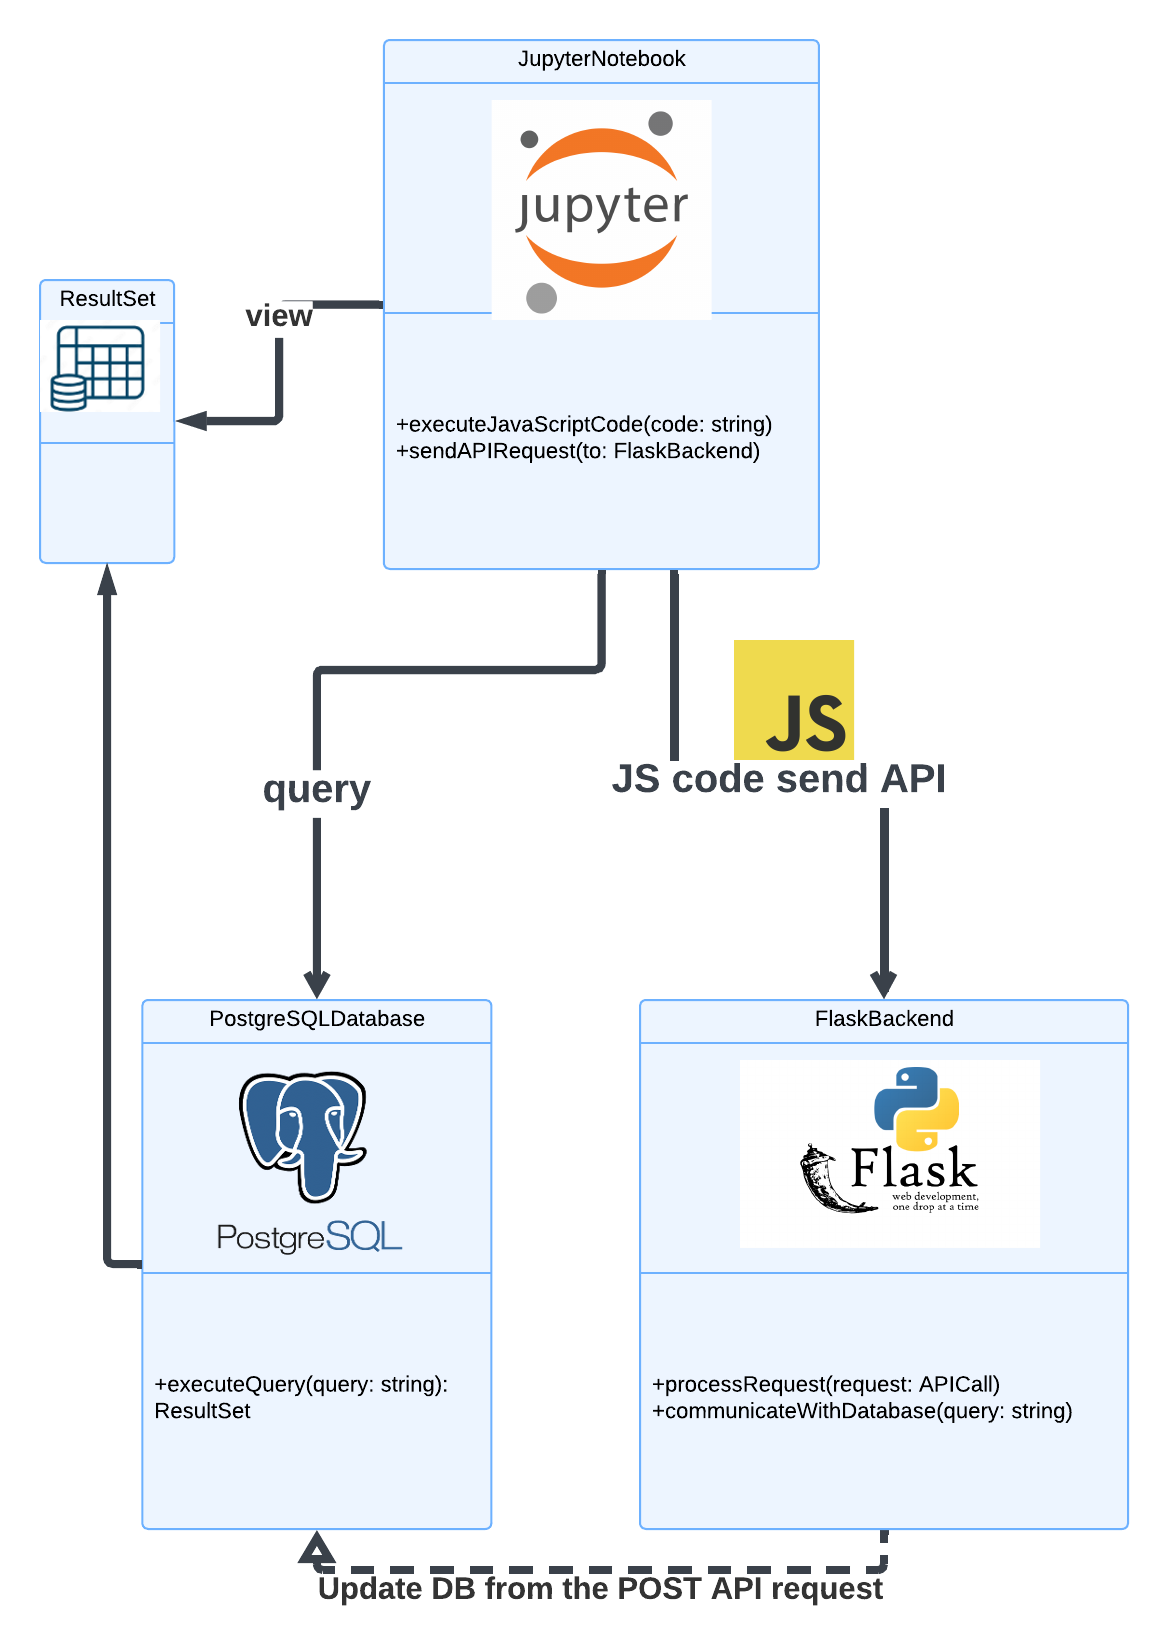 JupyterNotebook
jupyter
ResultSet
view
+executeJavaScriptCode(code: string)
+sendAPIRequest(to: FlaskBackend)
JS
JS code send API
query
PostgreSQLDatabase
PostgreSQL
+executeQuery(query: string):
ResultSet
FlaskBackend
Flask
web development,
one drop at a time
+processRequest(request: APICall)
+communicateWithDatabase(query: string)
Update DB from the POST API request